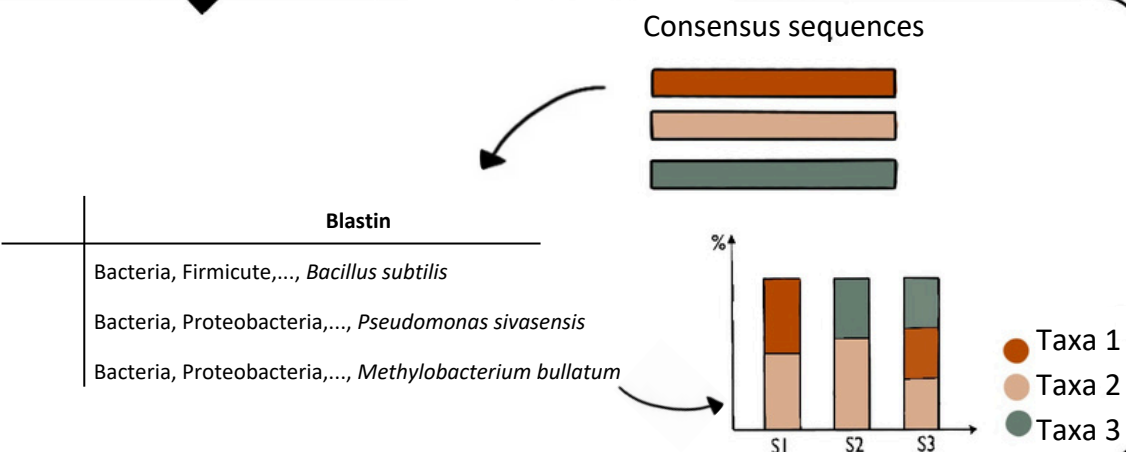 Consensus sequences
Blastin
Bacteria, Firmicute,..., Bacillus subtilis
Bacteria, Proteobacteria,..., Pseudomonas sivasensis
Bacteria, Proteobacteria,..., Methylobacterium bullatum
%
Taxa 1
Taxa 2
Taxa 3
S1 S2 S3